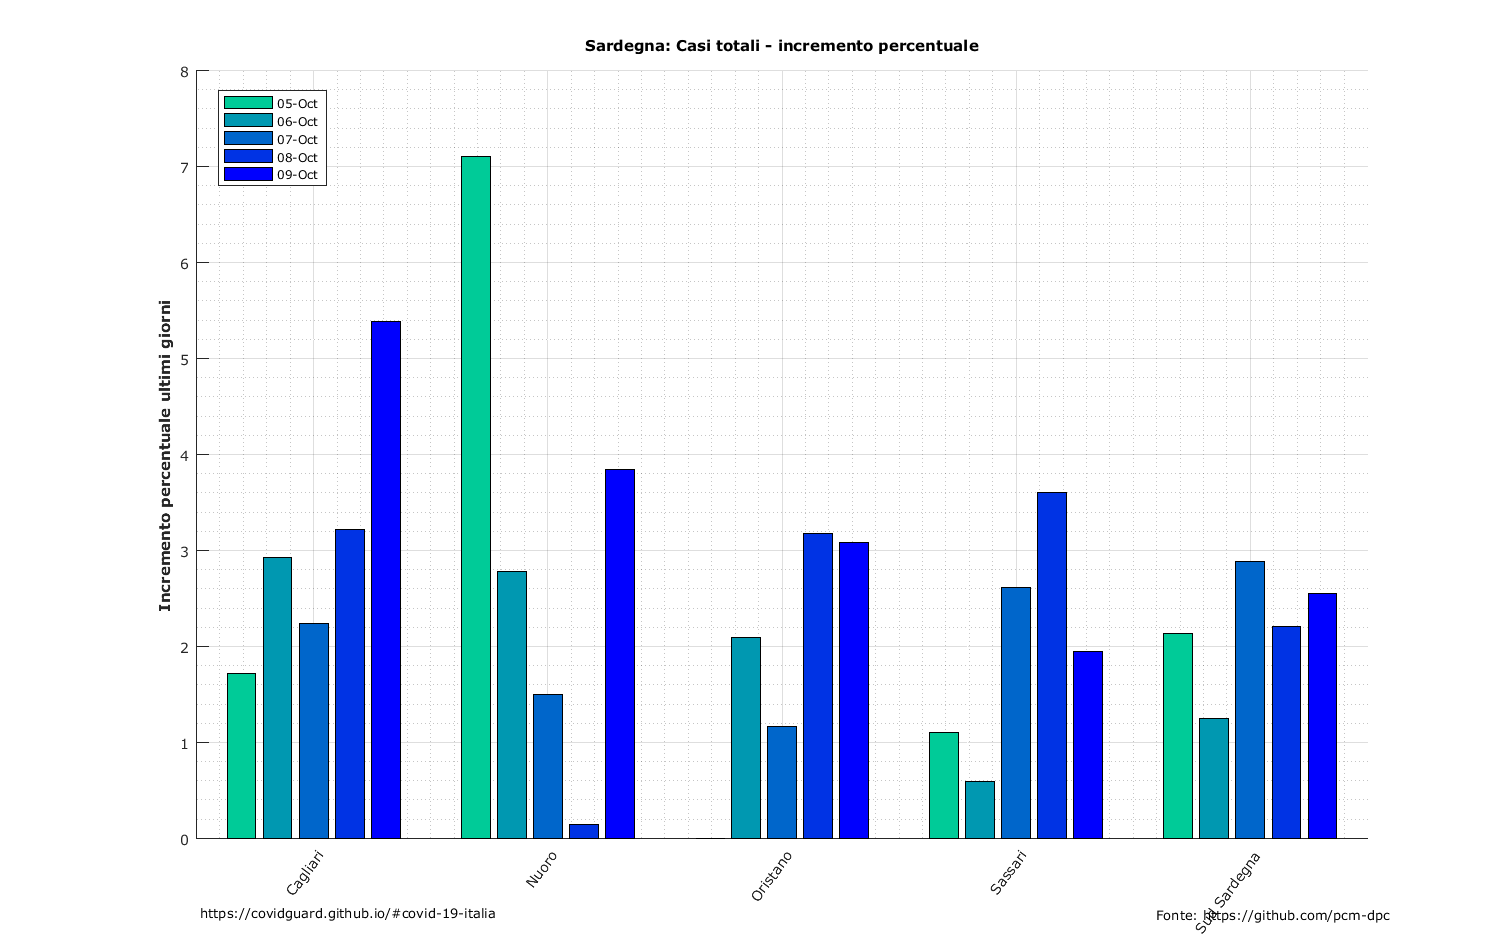 Sardegna: Casi totali - incremento percentuale
8
7
6
5
4
3
2
1
0
Incremento percentuale ultimi giorni
05-Oct
06-Oct
07-Oct
08-Oct
09-Oct
Cagliari
Nuoro
Oristano
Sassari
Sud Sardegna
https://covidguard.github.io/#covid-19-italia
Fonte: https://github.com/pcm-dpc